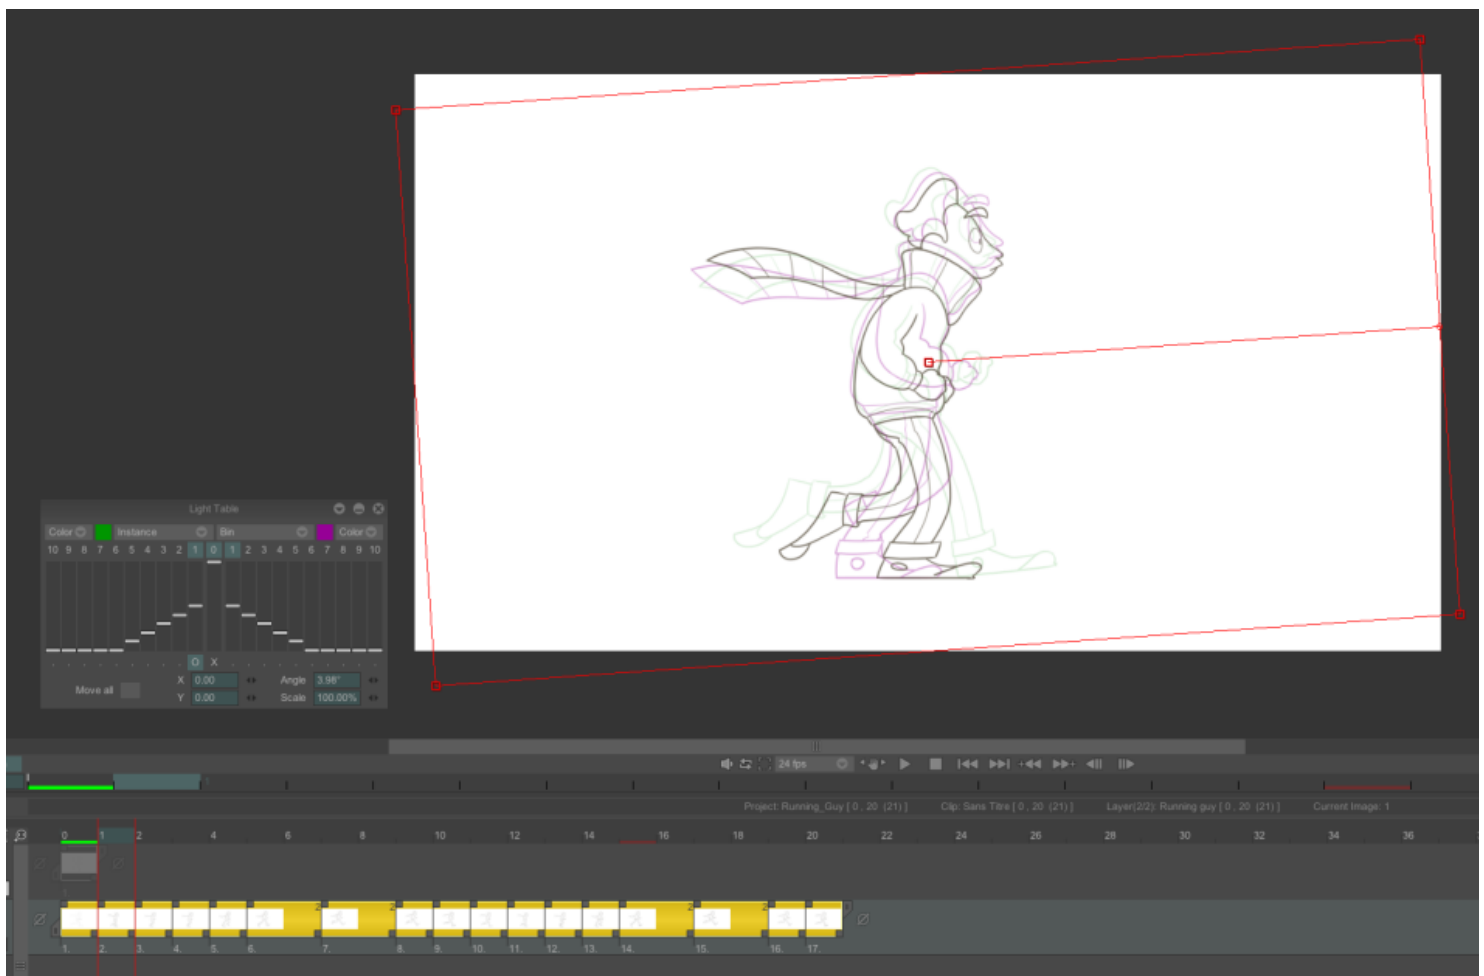 Light Table
Color Instance Bin Color
10 9 8 7 6 5 4 3 2 1 0 1 2 3 4 5 6 7 8 9 10
O X
Move all
X 0.00 Angle 3.98°
Y 0.00 Scale 100.00%
24 fps
Project: Running_Guy [ 0 , 20 (21) ] Clip: Sans Titre [ 0 , 20 (21) ] Layer(2/2): Running guy [ 0 , 20 (21) ] Current Image: 1
0 1 2 4 6 8 10 12 14 16 18 20 22 24 26 28 30 32 34 36
2 2 2 2
1. 2. 3. 4. 5. 6. 7. 8. 9. 10. 11. 12. 13. 14. 15. 16. 17.